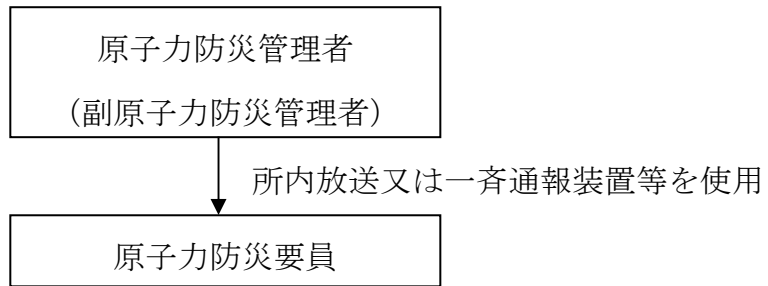 原子力防災管理者
（副原子力防災管理者）
所内放送又は一斉通報装置等を使用
原子力防災要員